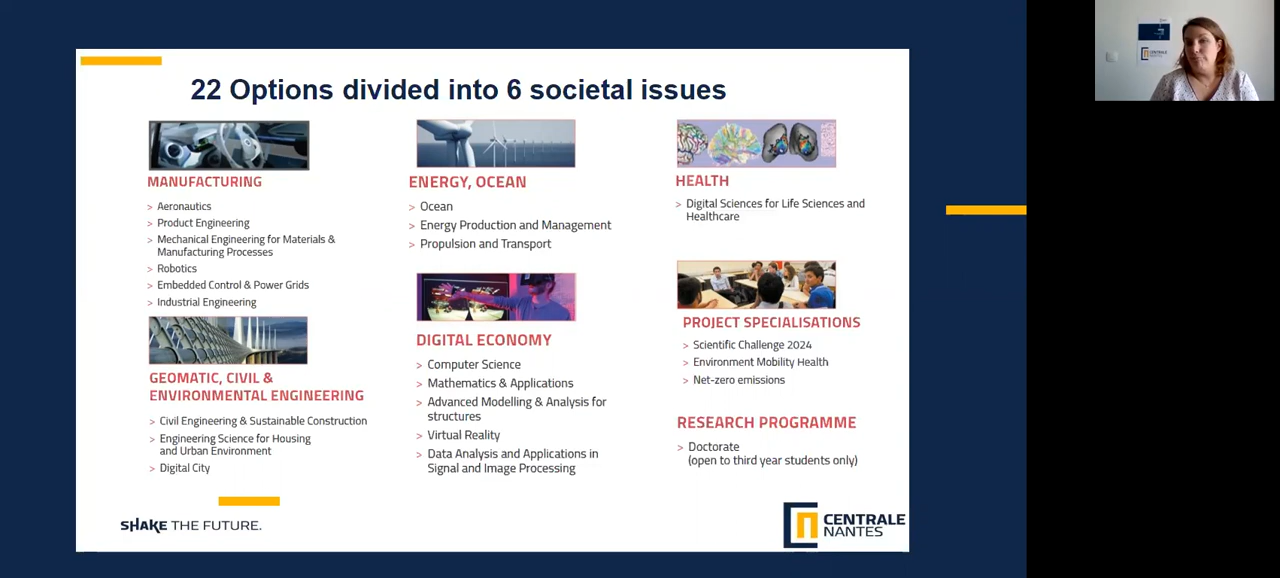 22 Options divided into 6 societal issues
MANUFACTURING
> Aeronautics
> Product Engineering
> Mechanical Engineering for Materials &
Manufacturing Processes
> Robotics
> Embedded Control & Power Grids
> Industrial Engineering
GEOMATIC, CIVIL &
ENVIRONMENTAL ENGINEERING
> Civil Engineering & Sustainable Construction
> Engineering Science for Housing
and Urban Environment
> Digital City
ENERGY, OCEAN
> Ocean
> Energy Production and Management
> Propulsion and Transport
DIGITAL ECONOMY
> Computer Science
> Mathematics & Applications
> Advanced Modelling & Analysis for
structures
> Virtual Reality
> Data Analysis and Applications in
Signal and Image Processing
HEALTH
> Digital Sciences for Life Sciences and
Healthcare
PROJECT SPECIALISATIONS
> Scientific Challenge 2024
> Environment Mobility Health
> Net-zero emissions
RESEARCH PROGRAMME
> Doctorate
(open to third year students only)
SHAKE THE FUTURE.
CENTRALE
NANTES
CENTRALE
NANTES